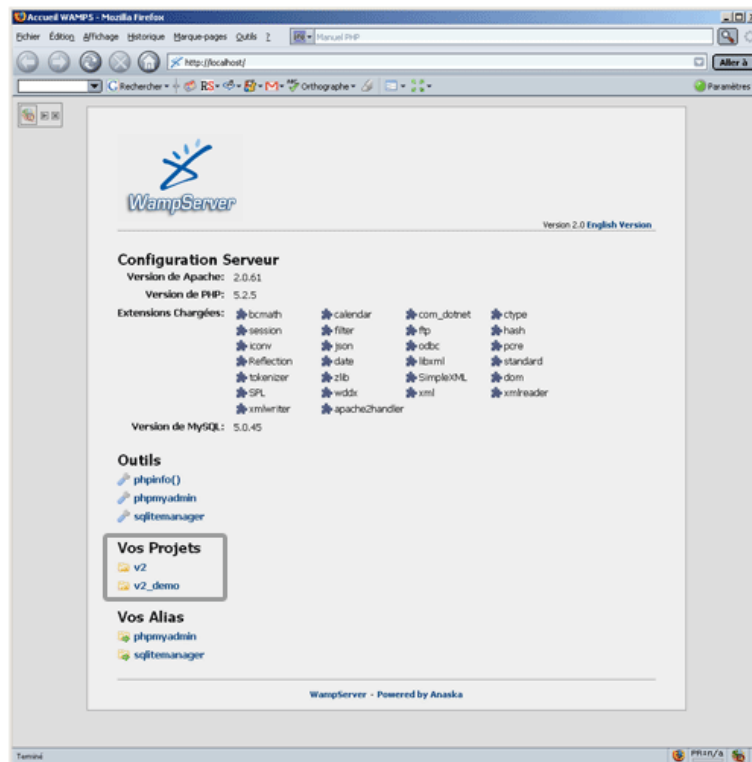 Accueil WAMP5 - Mozilla Firefox
Fichier Édition Affichage Historique Marque-pages Outils ? Manuel PHP
http://localhost/ Aller à
Rechercher RS Orthographe Paramètres
WampServer
Version 2.0 English Version
Configuration Serveur
Version de Apache: 2.0.61
Version de PHP: 5.2.5
Extensions Chargées: bcmath calendar com_dotnet ctype
session filter ftp hash
iconv json odbc pcre
Reflection date libxml standard
tokenizer zlib SimpleXML dom
SPL wddx xml xmlreader
xmlwriter apache2handler
Version de MySQL: 5.0.45
Outils
phpinfo()
phpmyadmin
sqlitemanager
Vos Projets
v2
v2_demo
Vos Alias
phpmyadmin
sqlitemanager
WampServer - Powered by Anaska
Terminé PR:n/a